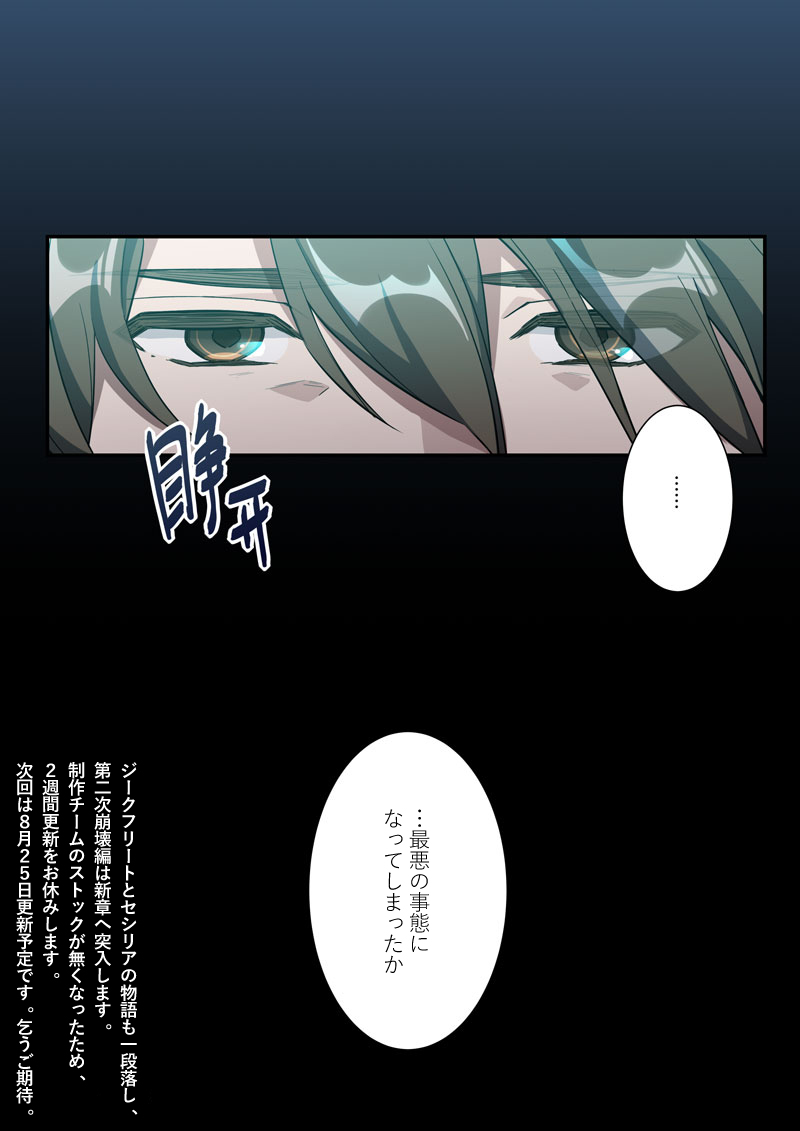 ……
睁开
…最悪の事態に
なってしまったか
ジークフリートとセシリアの物語も一段落し、
第二次崩壊編は新章へ突入します。
制作チームのストックが無くなったため、
2週間更新をお休みします。
次回は8月25日更新予定です。乞うご期待。